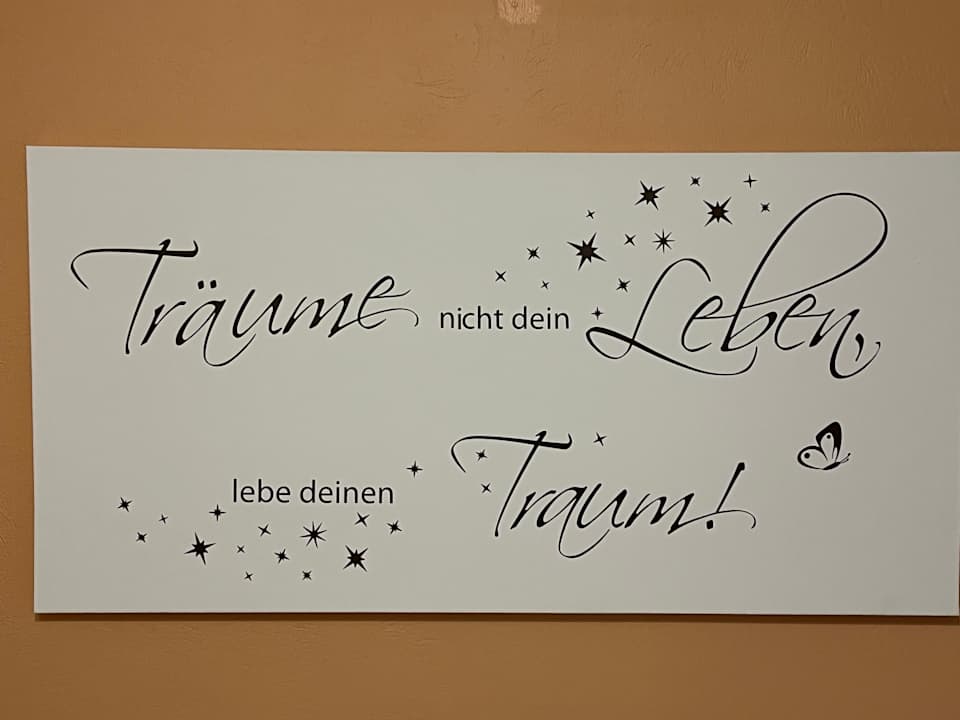 Träume nicht dein Leben,
lebe deinen Traum!